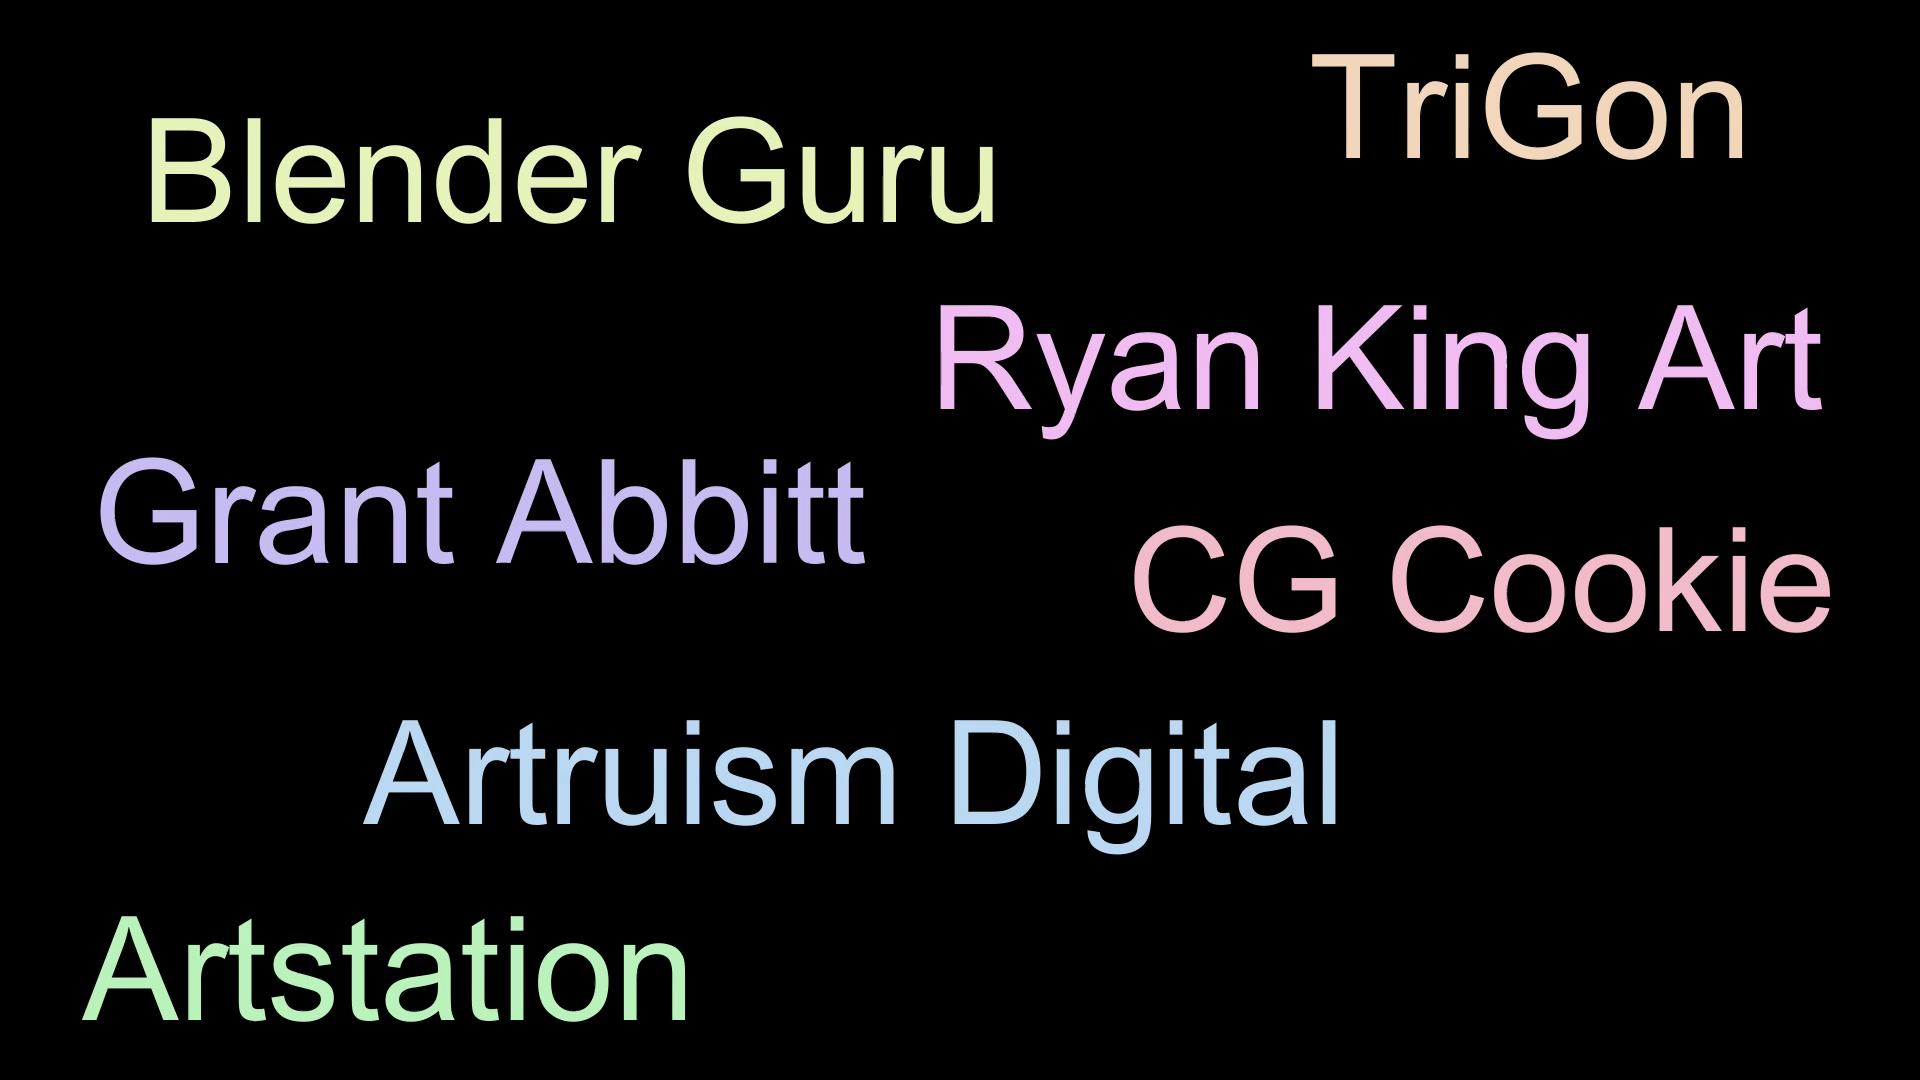 TriGon
Blender Guru
Ryan King Art
Grant Abbitt
CG Cookie
Artruism Digital
Artstation